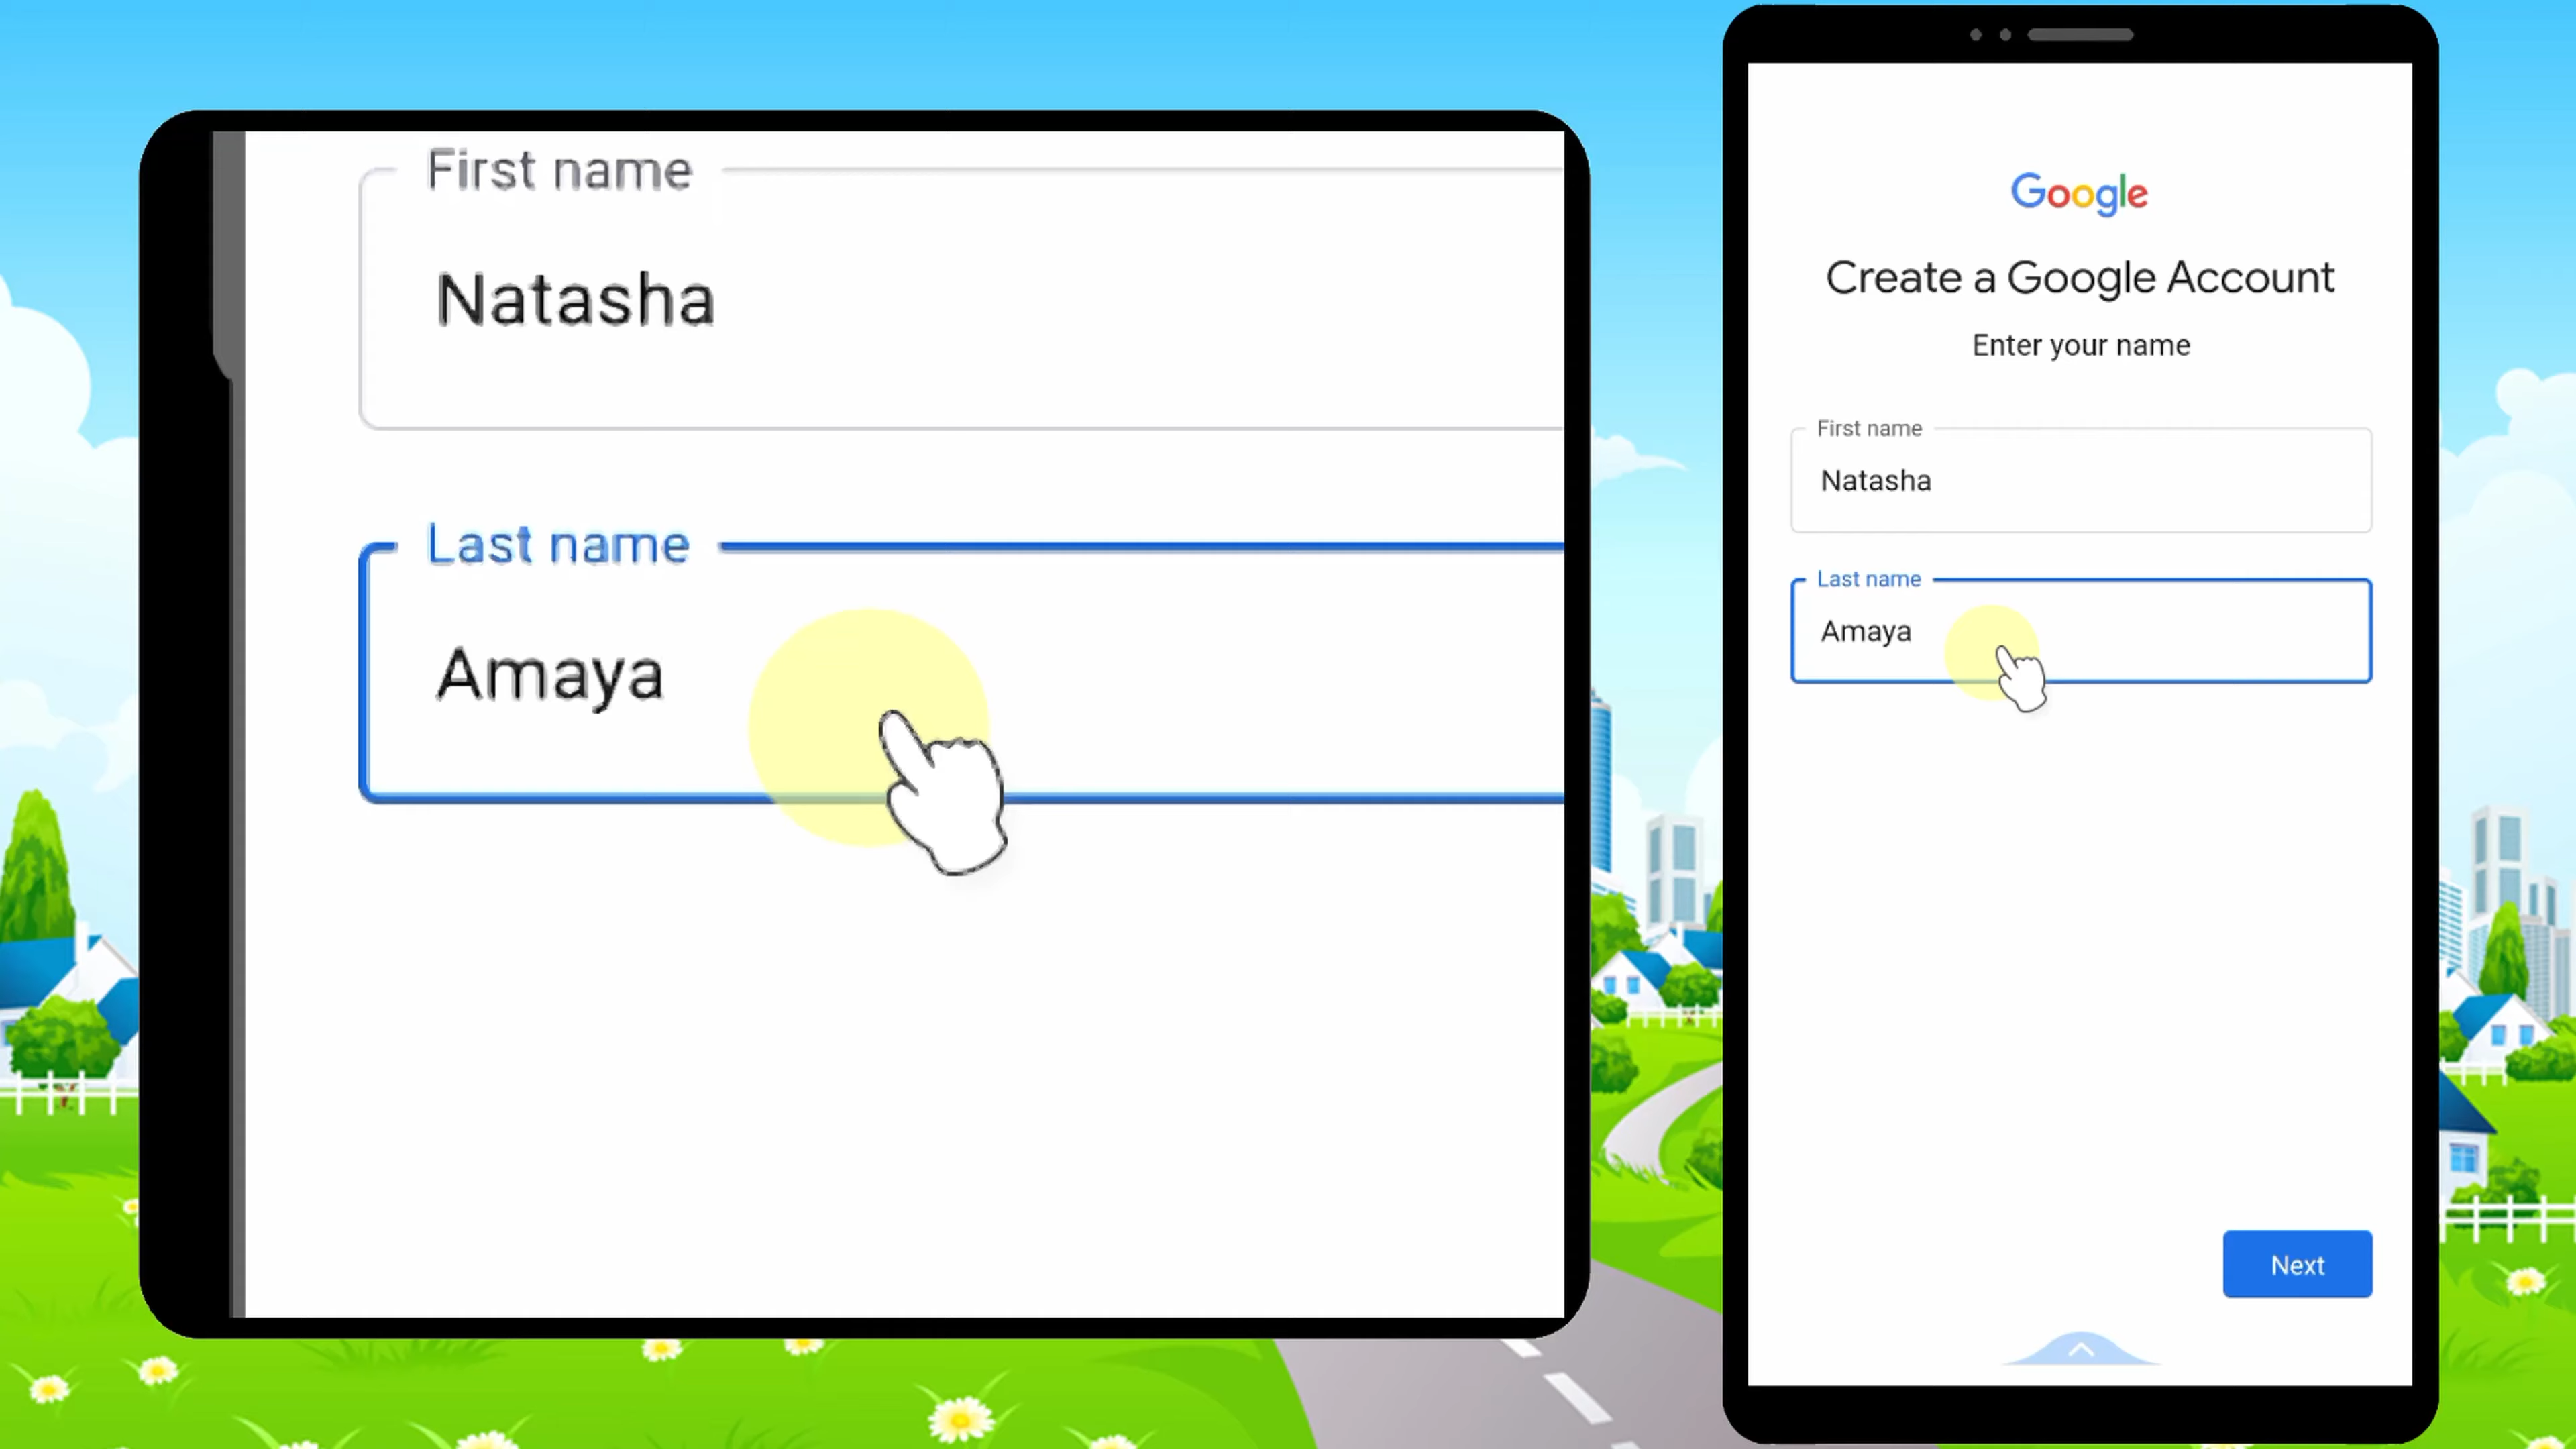 First name
Natasha
Last name
Amaya
Google
Create a Google Account
Enter your name
First name
Natasha
Last name
Amaya
Next